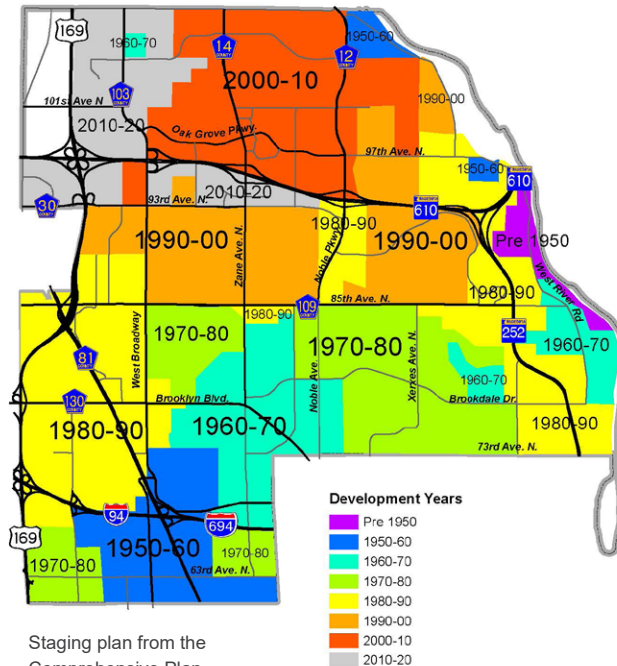 169
1960-70
14
12
1950-60
2000-10
103
COUNTY
101st Ave N
1990-00
2010-20
Oak Grove Pkwy.
97th Ave. N.
1950-60
610
30
93rd Ave. N.
2010-20
1980-90
610
Pre 1950
1990-00
Zane Ave. N.
Noble Pkwy.
1990-00
West River Rd
1980-90
85th Ave. N.
109
1980-90
252
1970-80
1970-80
1960-70
West Broadway
81
Noble Ave.
Xerxes Ave. N.
1960-70
130
Brooklyn Blvd.
Brookdale Dr.
1980-90
1960-70
1980-90
73rd Ave. N.
94
694
169
1950-60
1970-80
1970-80
63rd Ave. N.
Development Years
Pre 1950
1950-60
1960-70
1970-80
1980-90
1990-00
2000-10
2010-20
Staging plan from the